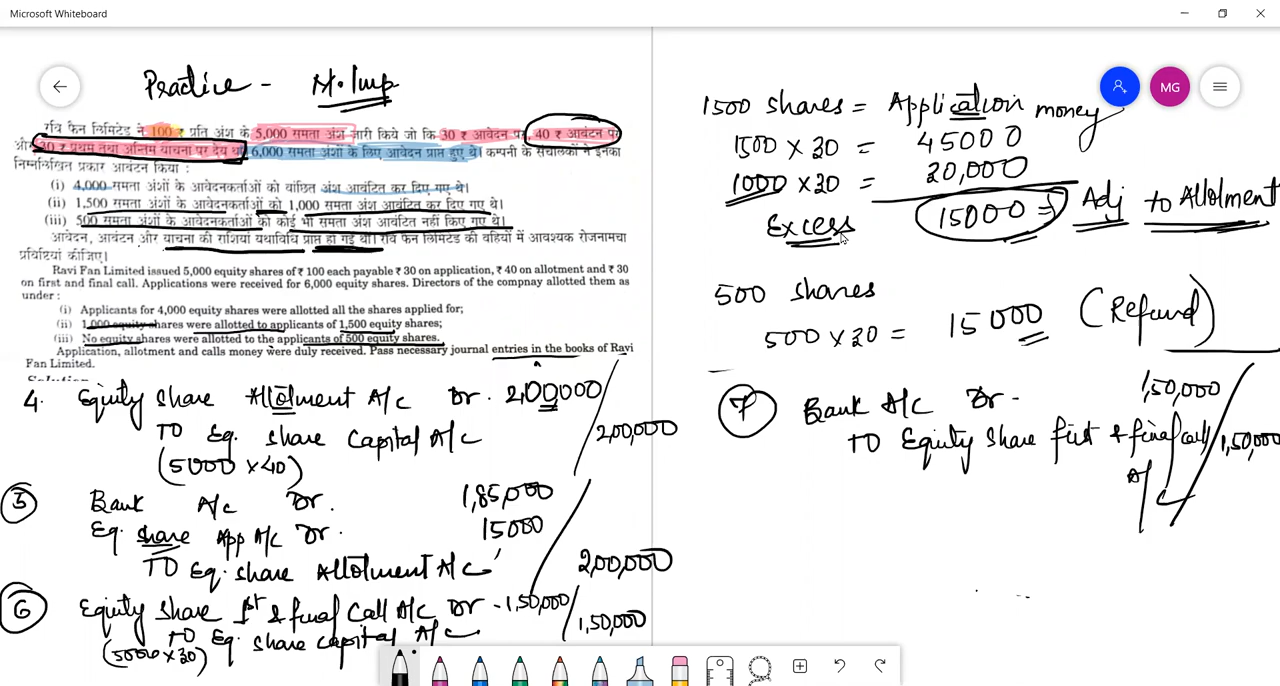 Microsoft Whiteboard
Practice - M. Imp
रवि फैन लिमिटेड ने 100 ₹ प्रति अंश के 5,000 समता अंश जारी किये जो कि 30 ₹ आवेदन पर, 40 ₹ आवंटन पर
और 30 ₹ प्रथम तथा अन्तिम याचना पर देय थे। 6,000 समता अंशों के लिए आवेदन प्राप्त हुए थे। कम्पनी के संचालकों ने इनका
निम्नलिखित प्रकार आवंटन किया :
(i) 4,000 समता अंशों के आवेदनकर्ताओं को वांछित अंश आवंटित कर दिए गए थे।
(ii) 1,500 समता अंशों के आवेदनकर्ताओं को 1,000 समता अंश आवंटित कर दिए गए थे।
(iii) 500 समता अंशों के आवेदनकर्ताओं को कोई भी समता अंश आवंटित नहीं किए गए थे।
आवेदन, आवंटन और याचना की राशियां यथाविधि प्राप्त हो गई थी। रवि फैन लिमिटेड की बहियों में आवश्यक रोजनामचा
प्रविष्टियां कीजिए।
Ravi Fan Limited issued 5,000 equity shares of ₹ 100 each payable ₹ 30 on application, ₹ 40 on allotment and ₹ 30
on first and final call. Applications were received for 6,000 equity shares. Directors of the compnay allotted them as
under :
(i) Applicants for 4,000 equity shares were allotted all the shares applied for;
(ii) 1,000 equity shares were allotted to applicants of 1,500 equity shares;
(iii) No equity shares were allotted to the applicants of 500 equity shares.
Application, allotment and calls money were duly received. Pass necessary journal entries in the books of Ravi
Fan Limited.
4. Equity Share Allotment A/c Dr. 2,00,000
TO Eq. Share Capital A/c 2,00,000
(5000 × 40)
5 Bank A/c Dr. 1,85,000
Eq. Share App A/c Dr. 15000
TO Eq. Share Allotment A/c 2,00,000
6 Equity Share 1st & final Call A/c Dr - 1,50,000
TO Eq. Share capital A/c 1,50,000
(5000 × 30)
MG
1500 shares = Application money
1500 × 30 = 45000
1000 × 30 = 30,000
Excess 15000 = Adj to Allotment
500 shares
500 × 30 = 15000 (Refund)
7 Bank A/c Dr - 1,50,000
TO Equity Share first & final call 1,50,000
A/c